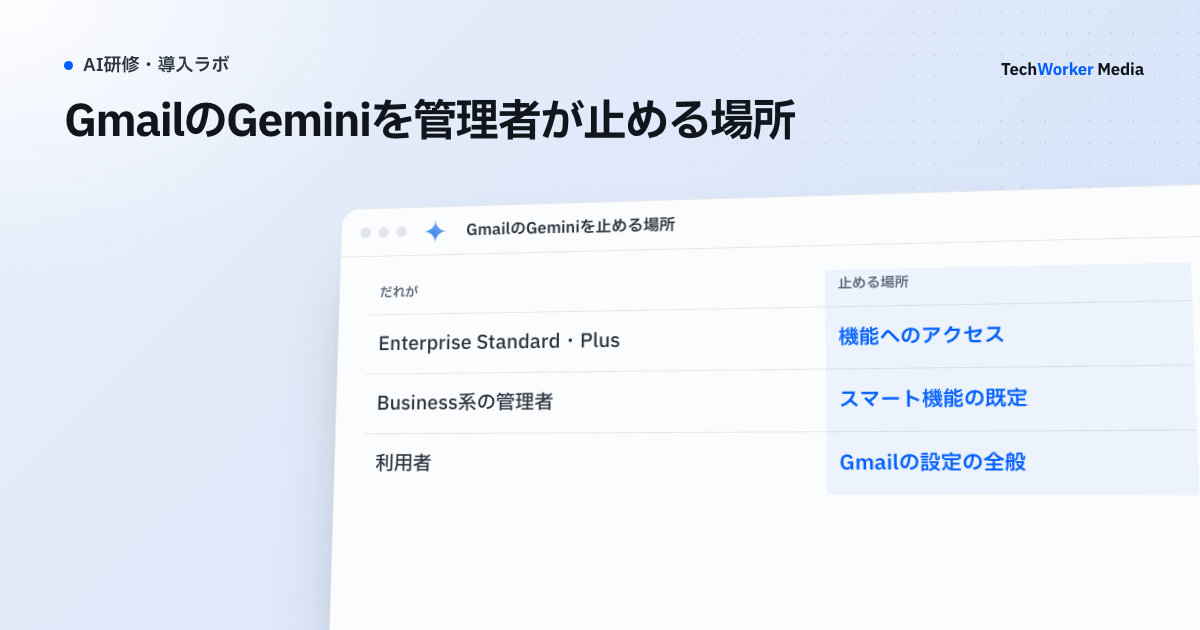 AI研修・導入ラボ
TechWorker Media
GmailのGeminiを管理者が止める場所
GmailのGeminiを止める場所
だれが
止める場所
Enterprise Standard・Plus
機能へのアクセス
Business系の管理者
スマート機能の既定
利用者
Gmailの設定の全般